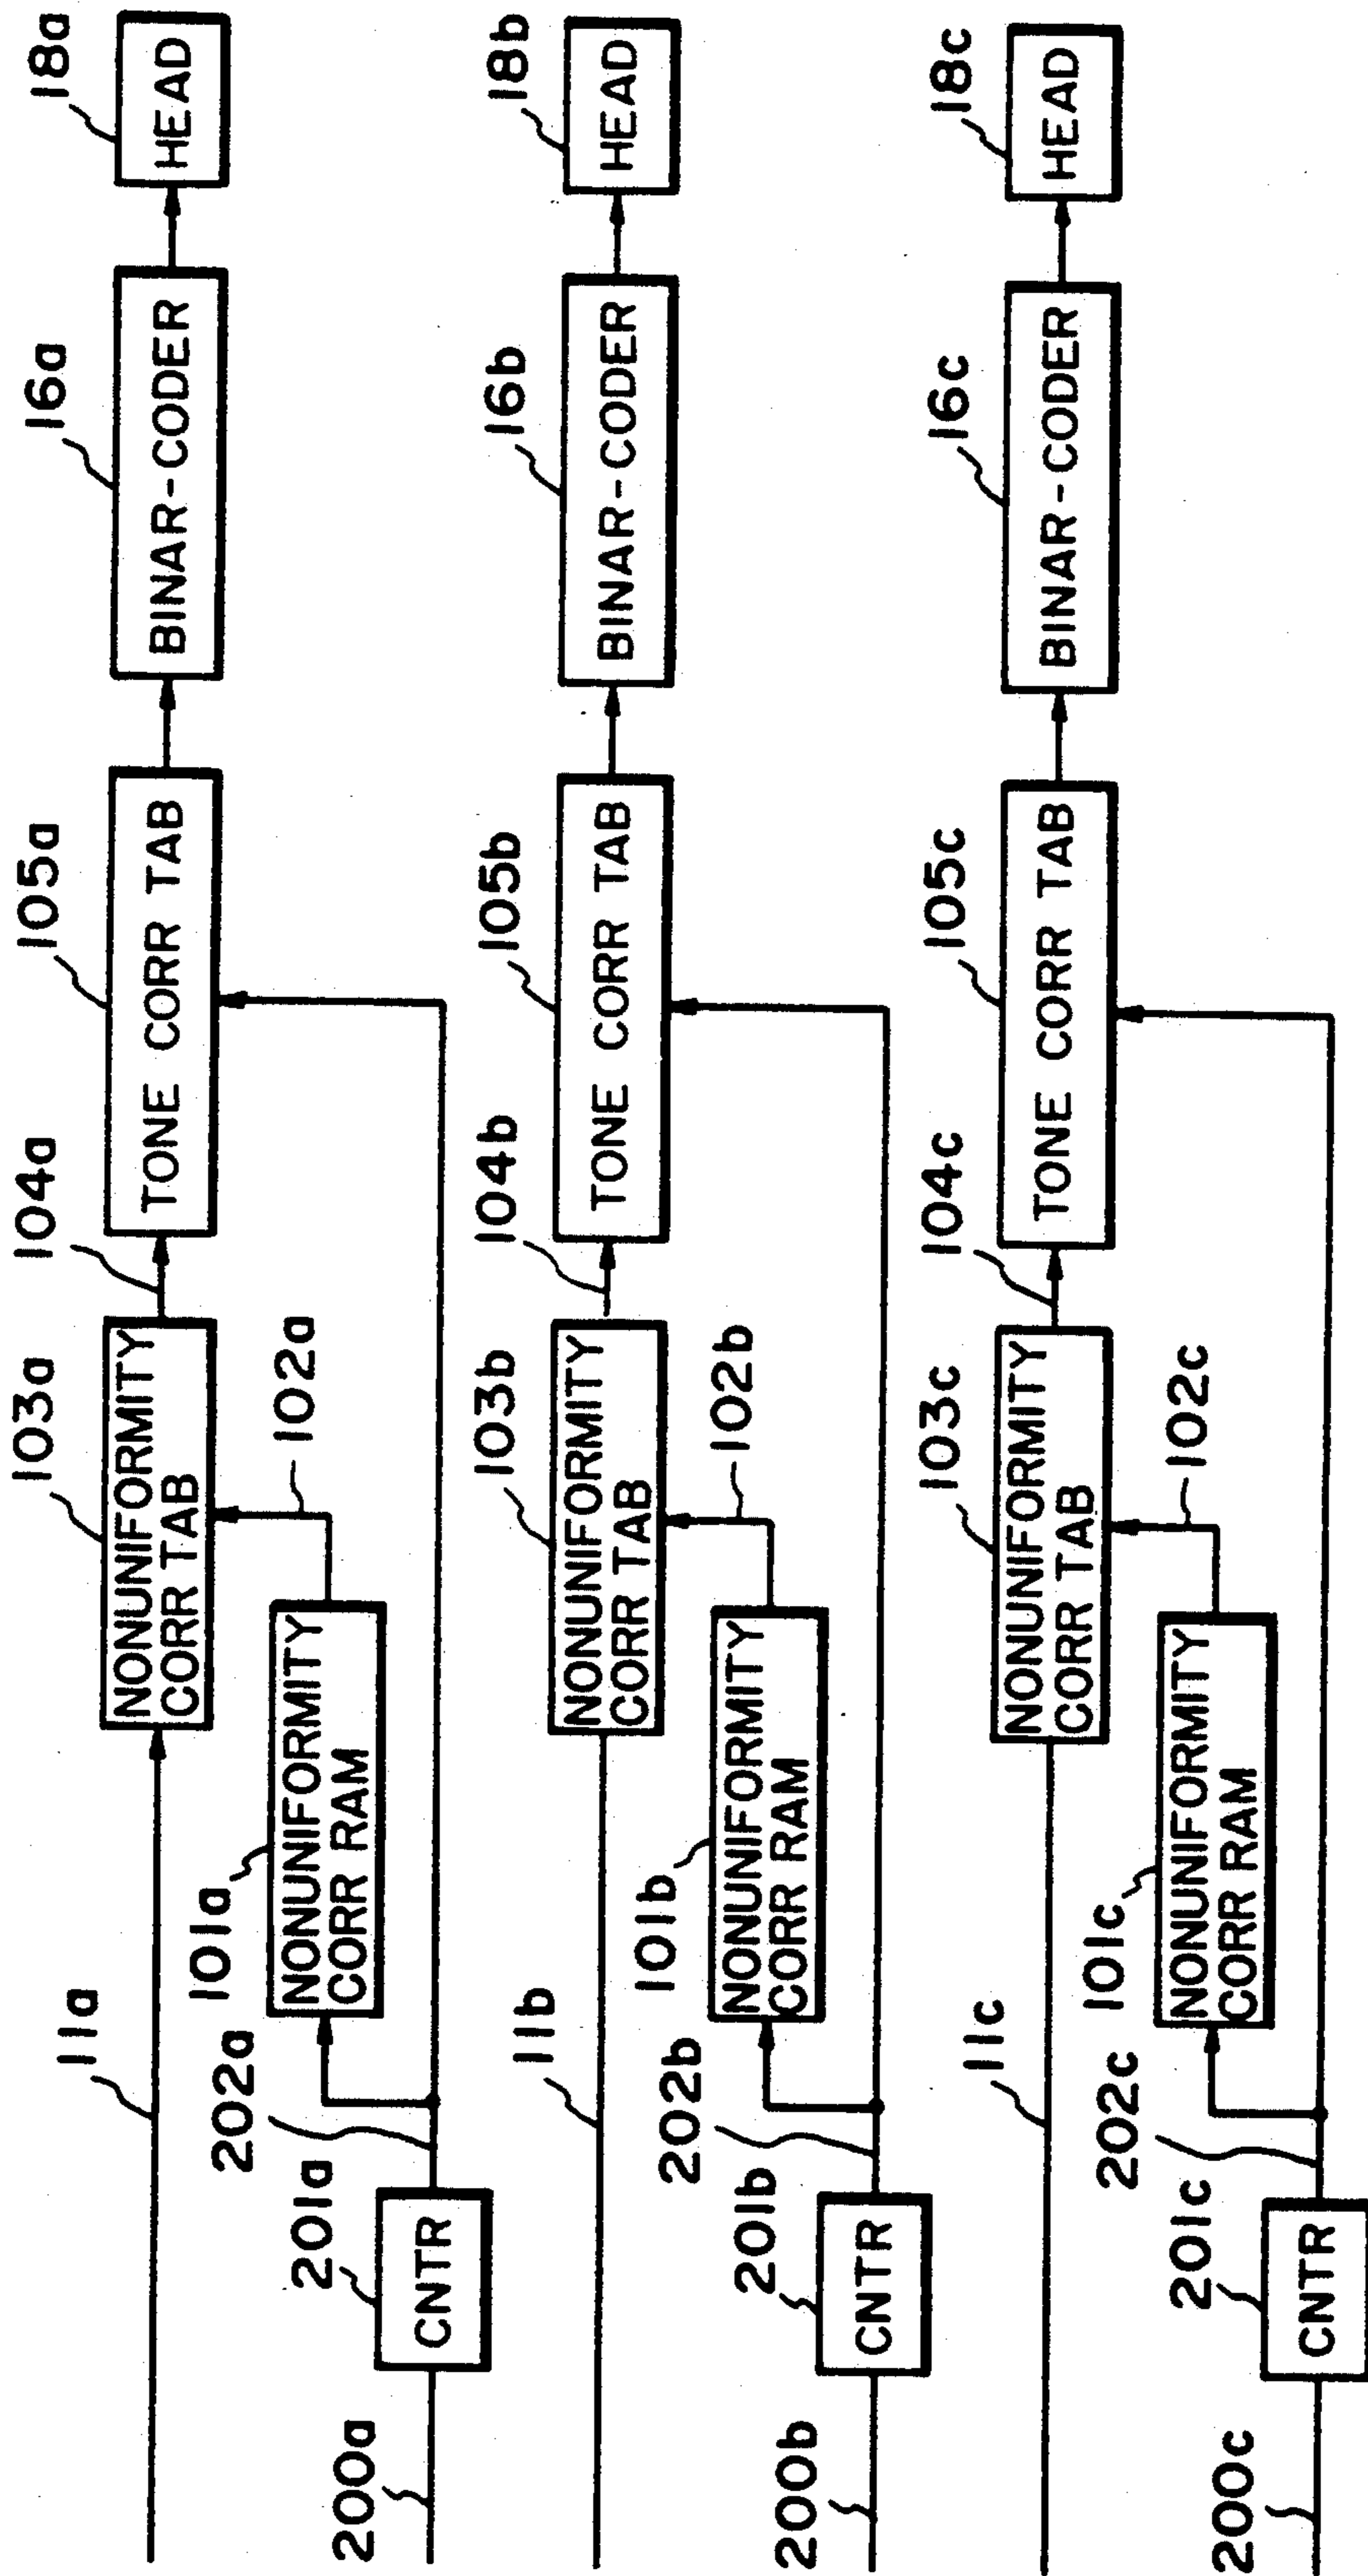 11a
103a
104a
105a
16a
18a
NONUNIFORMITY
CORR TAB
TONE CORR TAB
BINAR-CODER
HEAD
101a
102a
NONUNIFORMITY
CORR RAM
202a
201a
CNTR
200a
11b
103b
104b
105b
16b
18b
NONUNIFORMITY
CORR TAB
TONE CORR TAB
BINAR-CODER
HEAD
101b
102b
NONUNIFORMITY
CORR RAM
202b
201b
CNTR
200b
11c
103c
104c
105c
16c
18c
NONUNIFORMITY
CORR TAB
TONE CORR TAB
BINAR-CODER
HEAD
101c
102c
NONUNIFORMITY
CORR RAM
202c
201c
CNTR
200c